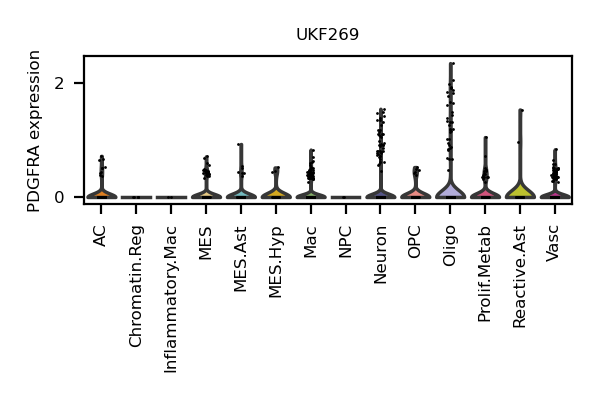 UKF269
PDGFRA expression
2
0
AC
Chromatin.Reg
Inflammatory.Mac
MES
MES.Ast
MES.Hyp
Mac
NPC
Neuron
OPC
Oligo
Prolif.Metab
Reactive.Ast
Vasc